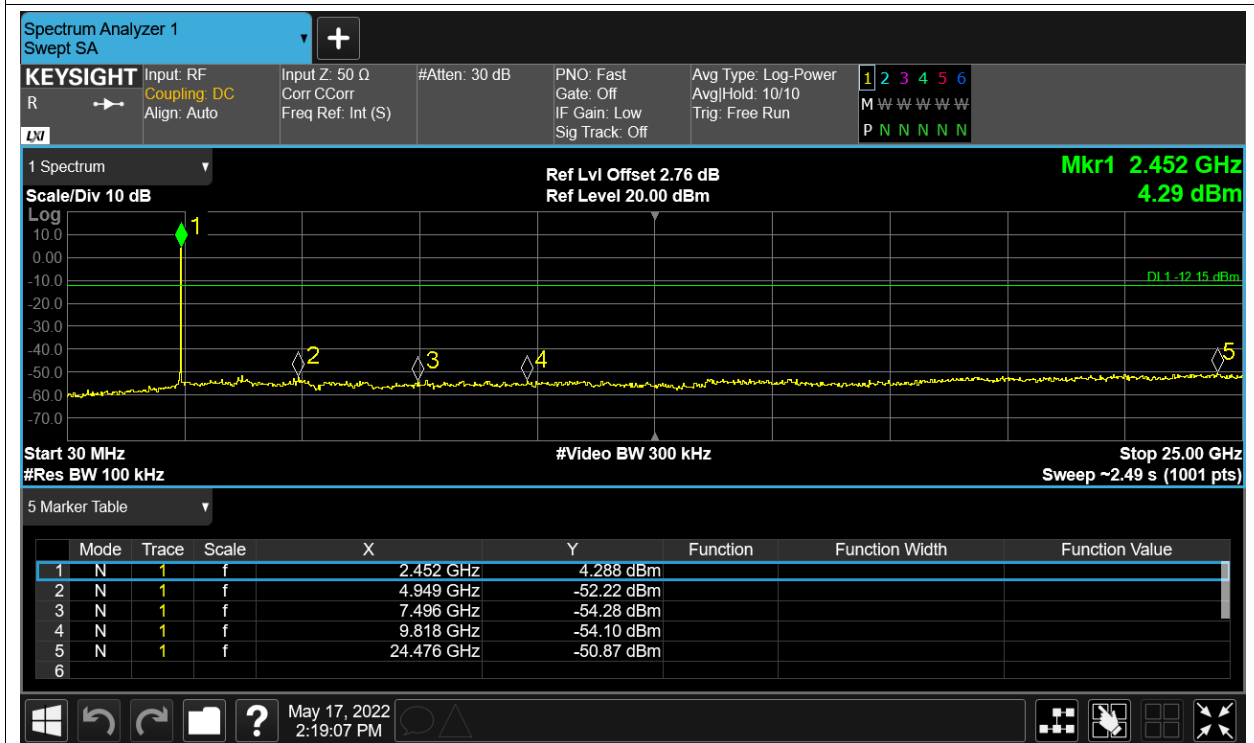 Spectrum Analyzer 1
Swept SA
+
KEYSIGHT
R
LXI
Input: RF
Coupling: DC
Align: Auto
Input Z: 50 Ω
Corr CCorr
Freq Ref: Int (S)
#Atten: 30 dB
PNO: Fast
Gate: Off
IF Gain: Low
Sig Track: Off
Avg Type: Log-Power
Avg|Hold: 10/10
Trig: Free Run
1 2 3 4 5 6
M W W W W W
P N N N N N
1 Spectrum
Scale/Div 10 dB
Ref Lvl Offset 2.76 dB
Ref Level 20.00 dBm
Mkr1 2.452 GHz
4.29 dBm
Log
10.0
0.00
-10.0
-20.0
-30.0
-40.0
-50.0
-60.0
-70.0
1
2
3
4
5
DL1 -12.15 dBm
Start 30 MHz
#Res BW 100 kHz
#Video BW 300 kHz
Stop 25.00 GHz
Sweep ~2.49 s (1001 pts)
5 Marker Table
Mode Trace Scale X Y Function Function Width Function Value
1 N 1 f 2.452 GHz 4.288 dBm
2 N 1 f 4.949 GHz -52.22 dBm
3 N 1 f 7.496 GHz -54.28 dBm
4 N 1 f 9.818 GHz -54.10 dBm
5 N 1 f 24.476 GHz -50.87 dBm
6
?
May 17, 2022
2:19:07 PM